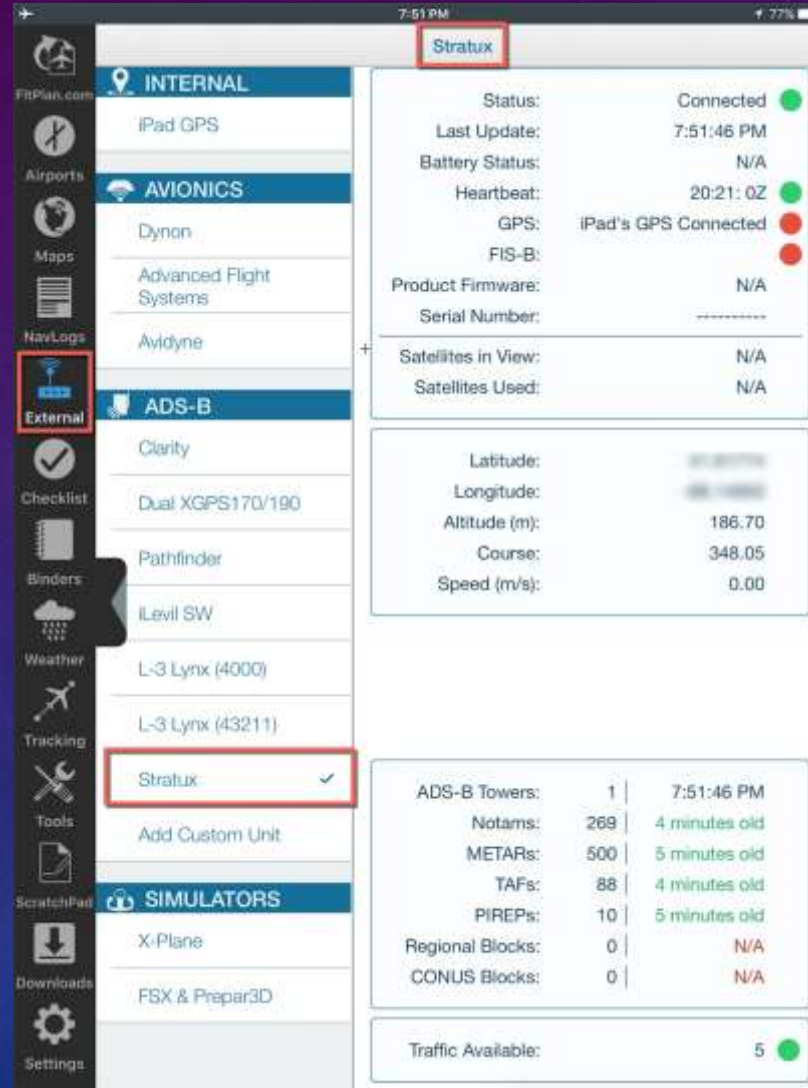 7:51 PM
77%
Stratux
FltPlan.com
Airports
Maps
NavLogs
External
Checklist
Binders
Weather
Tracking
Tools
ScratchPad
Downloads
Settings
INTERNAL
iPad GPS
AVIONICS
Dynon
Advanced Flight
Systems
Avidyne
ADS-B
Clarity
Dual XGPS170/190
Pathfinder
iLevil SW
L-3 Lynx (4000)
L-3 Lynx (43211)
Stratux
Add Custom Unit
SIMULATORS
X-Plane
FSX & Prepar3D
Status: Connected
Last Update: 7:51:46 PM
Battery Status: N/A
Heartbeat: 20:21: 0Z
GPS: iPad's GPS Connected
FIS-B:
Product Firmware: N/A
Serial Number: ----------
Satellites in View: N/A
Satellites Used: N/A
Latitude:
Longitude:
Altitude (m): 186.70
Course: 348.05
Speed (m/s): 0.00
ADS-B Towers: 1 | 7:51:46 PM
Notams: 269 | 4 minutes old
METARs: 500 | 5 minutes old
TAFs: 88 | 4 minutes old
PIREPs: 10 | 5 minutes old
Regional Blocks: 0 | N/A
CONUS Blocks: 0 | N/A
Traffic Available: 5